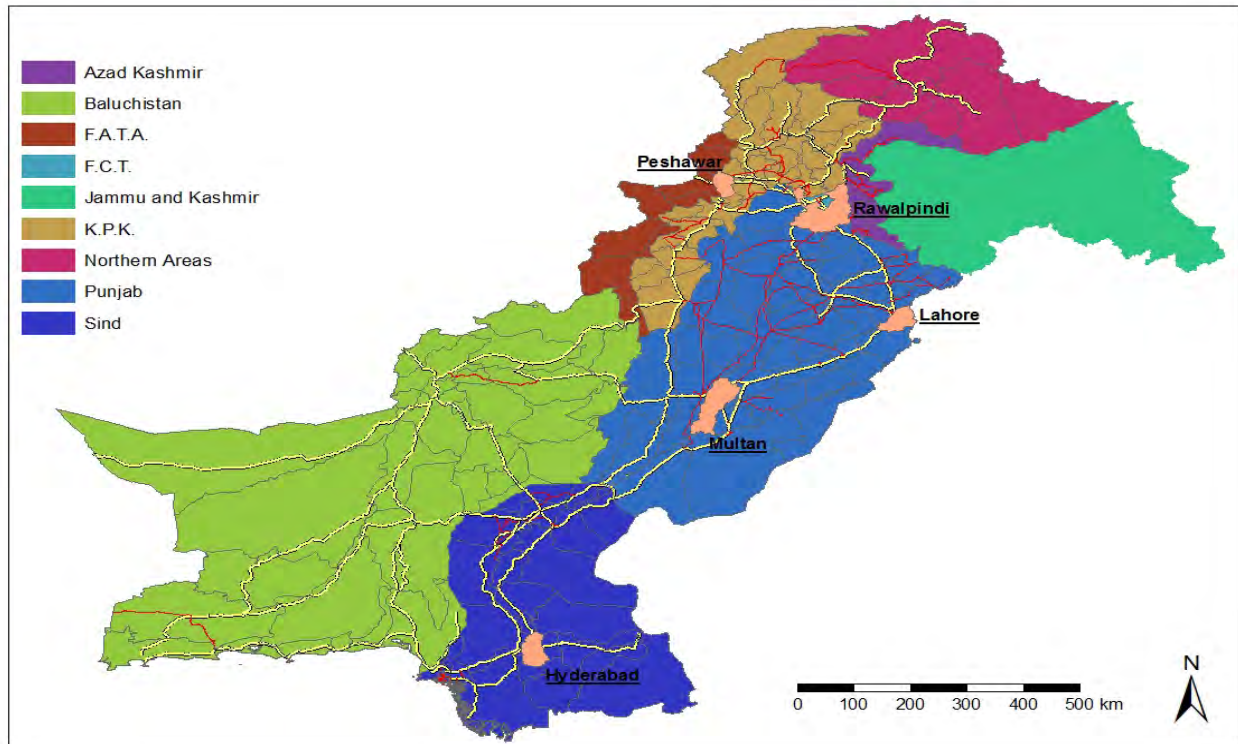 Azad Kashmir
Baluchistan
F.A.T.A.
F.C.T.
Jammu and Kashmir
K.P.K.
Northern Areas
Punjab
Sind
Peshawar
Rawalpindi
Lahore
Multan
Hyderabad
N
0 100 200 300 400 500 km